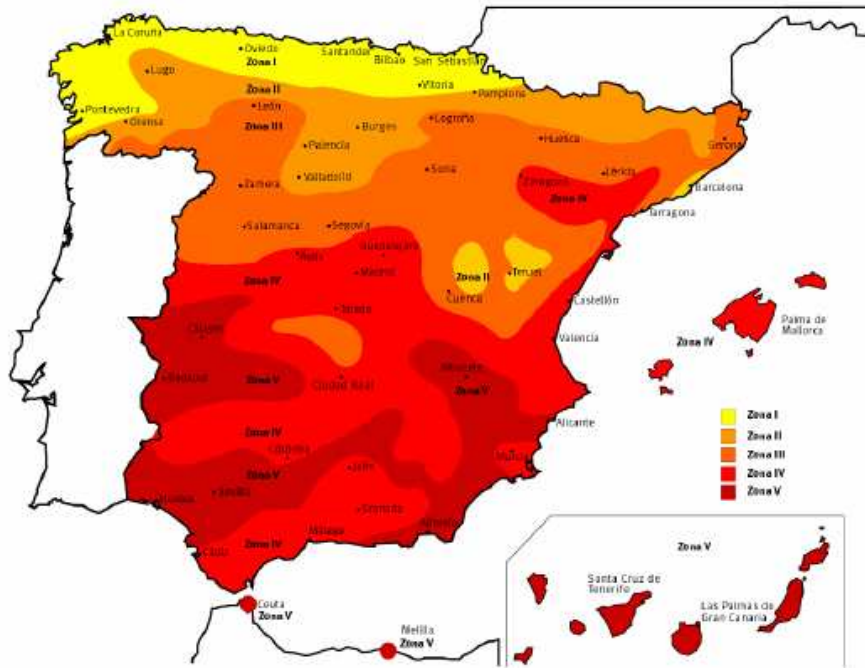 La Coruña
Oviedo
Santander
Bilbao
San Sebastián
Zona I
Lugo
Vitoria
Pamplona
Zona II
León
Pontevedra
Orense
Zona III
Burgos
Logroño
Huesca
Gerona
Palencia
Zamora
Valladolid
Soria
Zaragoza
Lérida
Barcelona
Zona IV
Tarragona
Salamanca
Segovia
Guadalajara
Ávila
Zona IV
Madrid
Zona II
Teruel
Cuenca
Castellón
Toledo
Valencia
Palma de
Mallorca
Zona IV
Cáceres
Badajoz
Zona V
Ciudad Real
Albacete
Zona V
Alicante
Zona IV
Córdoba
Murcia
Zona V
Jaén
Huelva
Sevilla
Granada
Almería
Málaga
Cádiz
Zona IV
Ceuta
Zona V
Melilla
Zona V
Zona I
Zona II
Zona III
Zona IV
Zona V
Zona V
Santa Cruz de
Tenerife
Las Palmas de
Gran Canaria